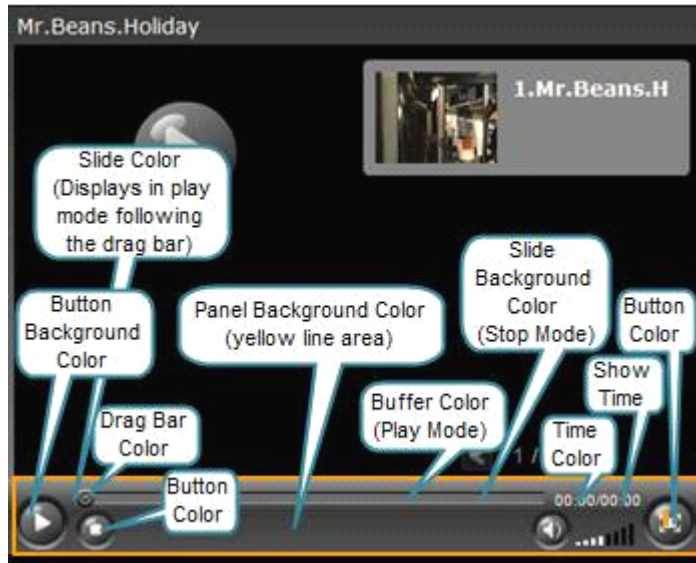 Mr.Beans.Holiday
1.Mr.Beans.H
Slide Color
(Displays in play
mode following
the drag bar)
Button
Background
Color
Panel Background Color
(yellow line area)
Slide
Background
Color
(Stop Mode)
Button
Color
Show
Time
Buffer Color
(Play Mode)
Drag Bar
Color
Time
Color
1 /
Button
Color
00:00/00:00